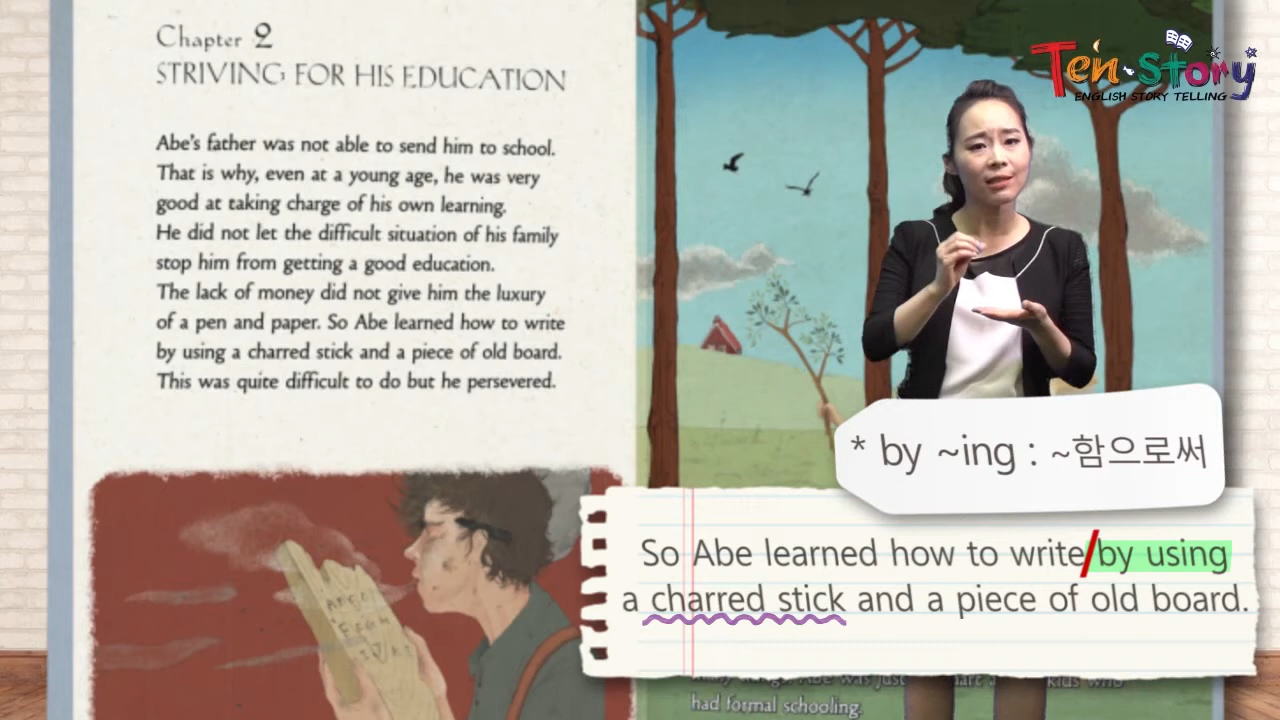 Chapter 2
STRIVING FOR HIS EDUCATION
Abe's father was not able to send him to school.
That is why, even at a young age, he was very
good at taking charge of his own learning.
He did not let the difficult situation of his family
stop him from getting a good education.
The lack of money did not give him the luxury
of a pen and paper. So Abe learned how to write
by using a charred stick and a piece of old board.
This was quite difficult to do but he persevered.
Ten Story
ENGLISH STORY TELLING
* by ~ing : ~함으로써
So Abe learned how to write/by using
a charred stick and a piece of old board.
Abe was just kids who
had formal schooling.